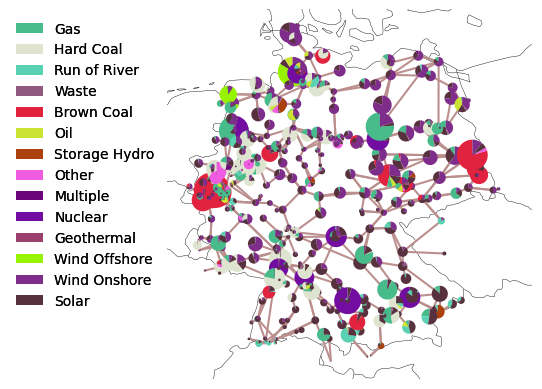 Gas
Hard Coal
Run of River
Waste
Brown Coal
Oil
Storage Hydro
Other
Multiple
Nuclear
Geothermal
Wind Offshore
Wind Onshore
Solar